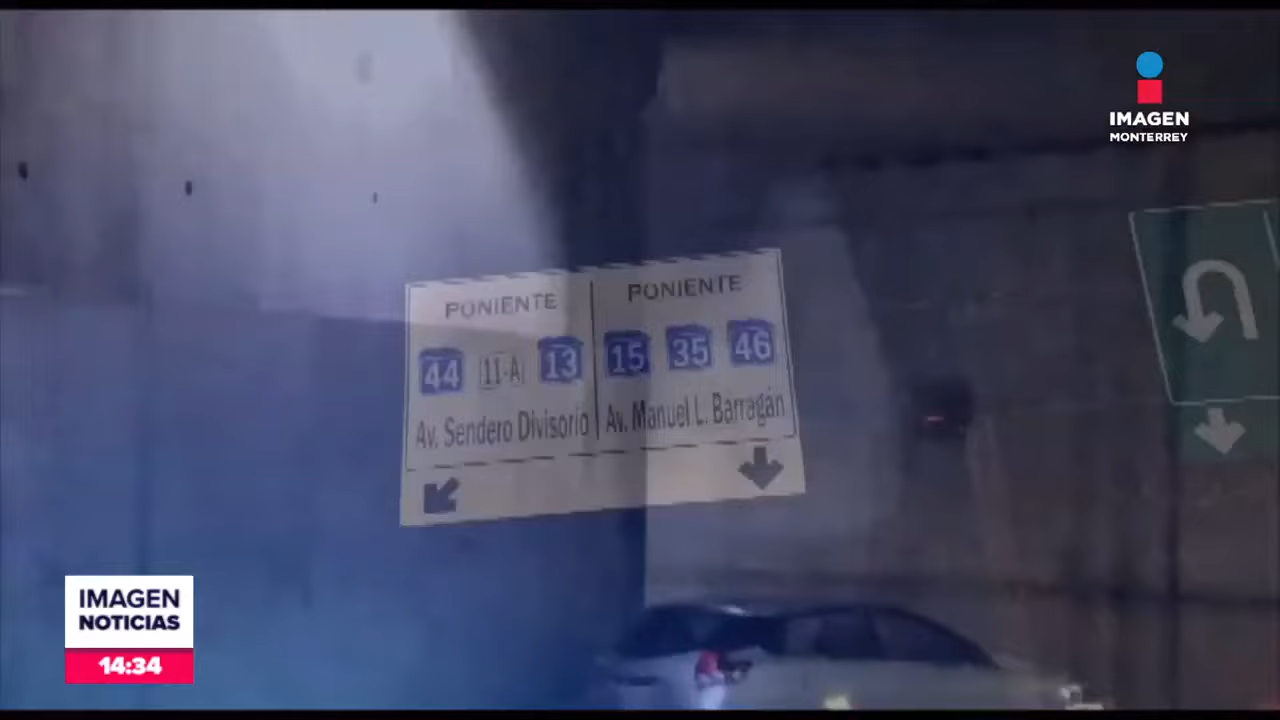 IMAGEN
MONTERREY
PONIENTE
44 11-A 13
Av. Sendero Divisorio
PONIENTE
15 35 46
Av. Manuel L. Barragán
IMAGEN
NOTICIAS
14:34